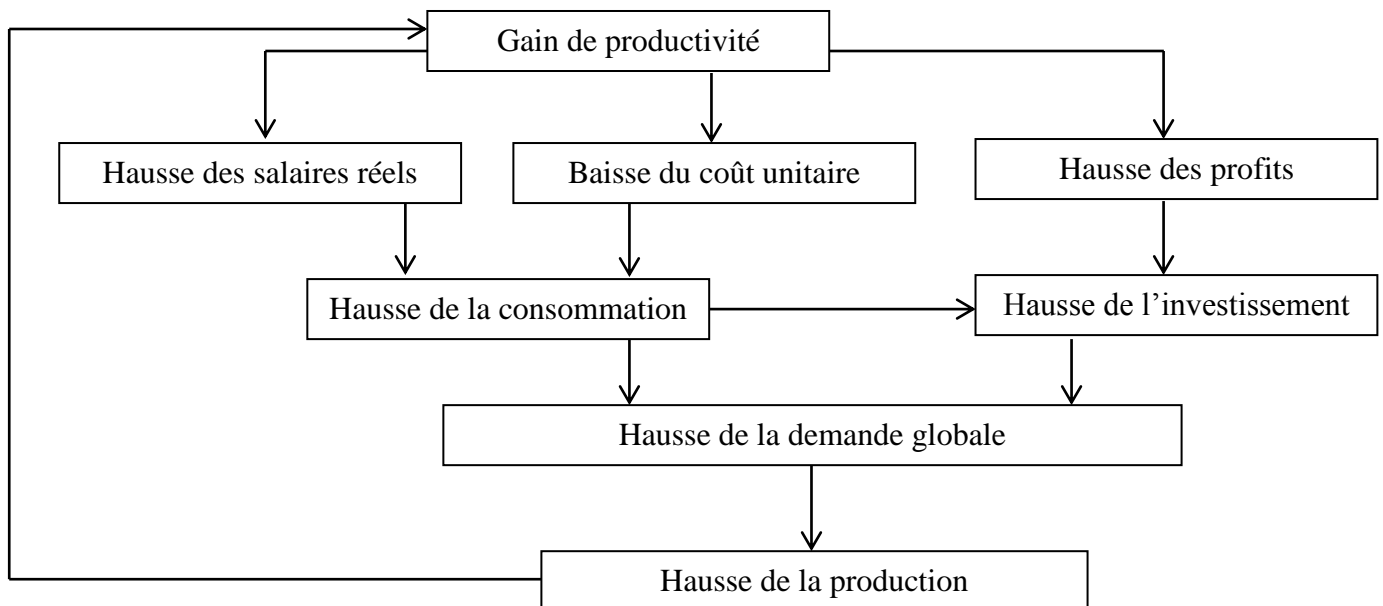 Gain de productivité
Hausse des salaires réels
Baisse du coût unitaire
Hausse des profits
Hausse de la consommation
Hausse de l’investissement
Hausse de la demande globale
Hausse de la production